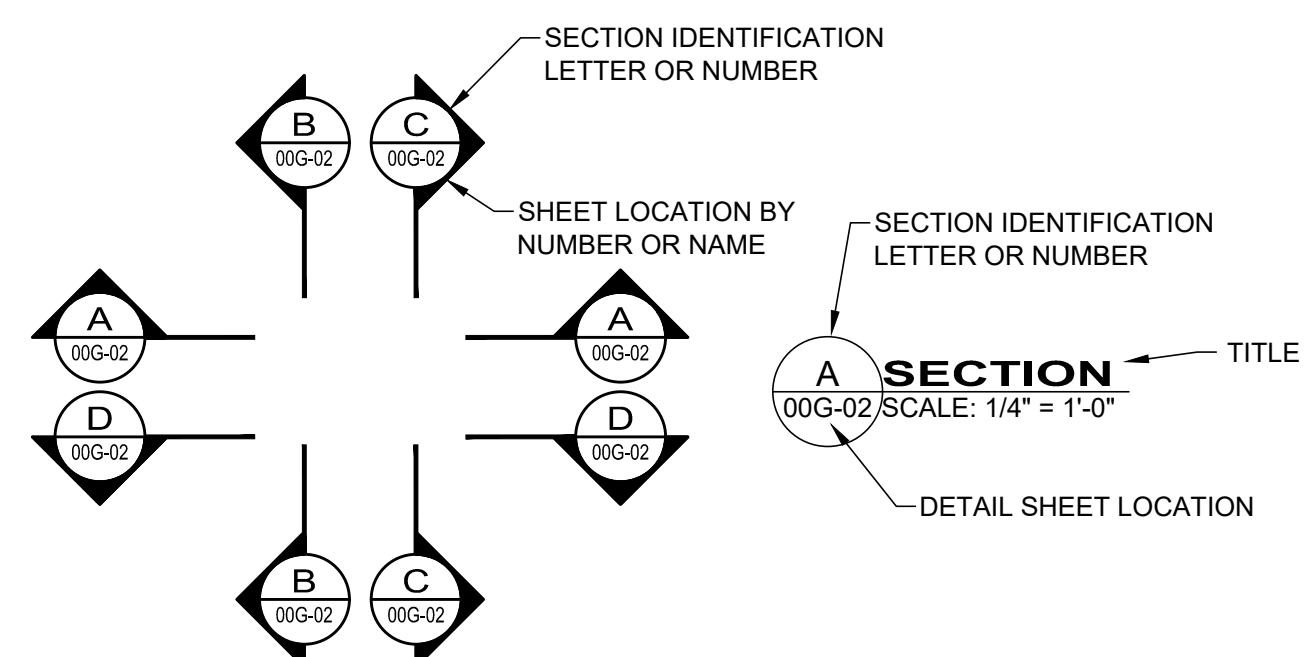 SECTION IDENTIFICATION
LETTER OR NUMBER
B
00G-02
C
00G-02
SHEET LOCATION BY
NUMBER OR NAME
A
00G-02
A
00G-02
D
00G-02
D
00G-02
B
00G-02
C
00G-02
SECTION IDENTIFICATION
LETTER OR NUMBER
A
00G-02
SECTION
SCALE: 1/4" = 1'-0"
TITLE
DETAIL SHEET LOCATION